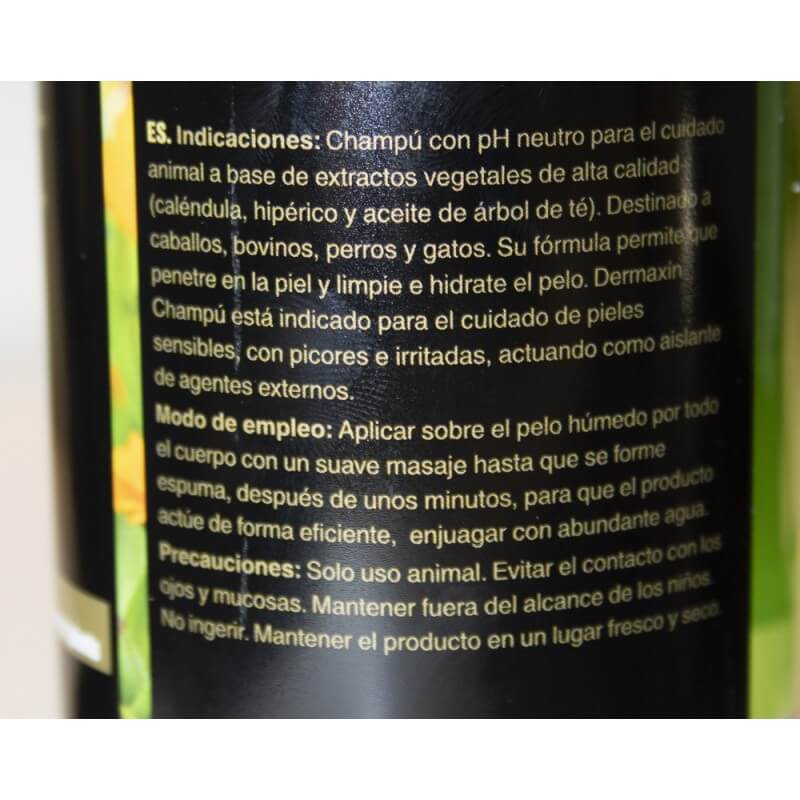 ES. Indicaciones: Champú con pH neutro para el cuidado
animal a base de extractos vegetales de alta calidad
(caléndula, hipérico y aceite de árbol de té). Destinado a
caballos, bovinos, perros y gatos. Su fórmula permite que
penetre en la piel y limpie e hidrate el pelo. Dermaxin
Champú está indicado para el cuidado de pieles
sensibles, con picores e irritadas, actuando como aislante
de agentes externos.
Modo de empleo: Aplicar sobre el pelo húmedo por todo
el cuerpo con un suave masaje hasta que se forme
espuma, después de unos minutos, para que el producto
actúe de forma eficiente, enjuagar con abundante agua.
Precauciones: Solo uso animal. Evitar el contacto con los
ojos y mucosas. Mantener fuera del alcance de los niños.
No ingerir. Mantener el producto en un lugar fresco y seco.